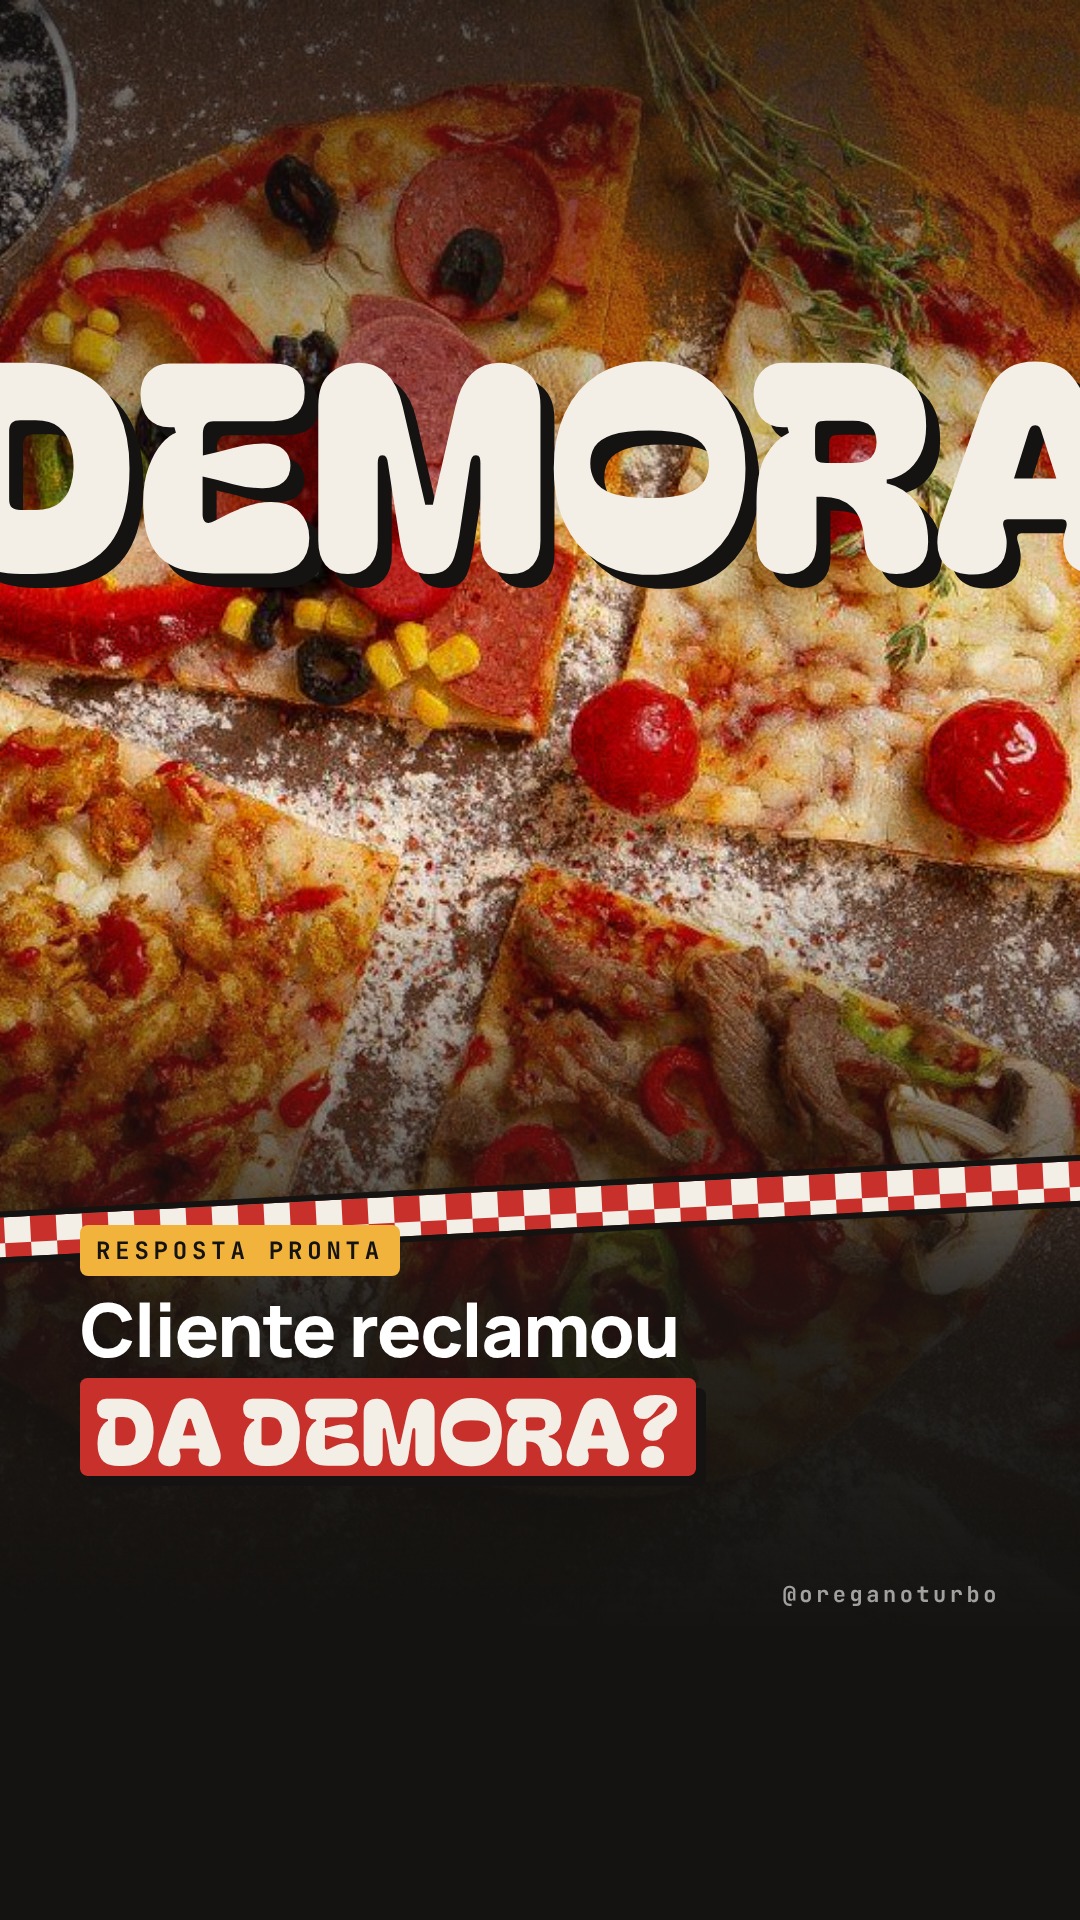 DEMORA
RESPOSTA PRONTA
Cliente reclamou
DA DEMORA?
@oreganoturbo